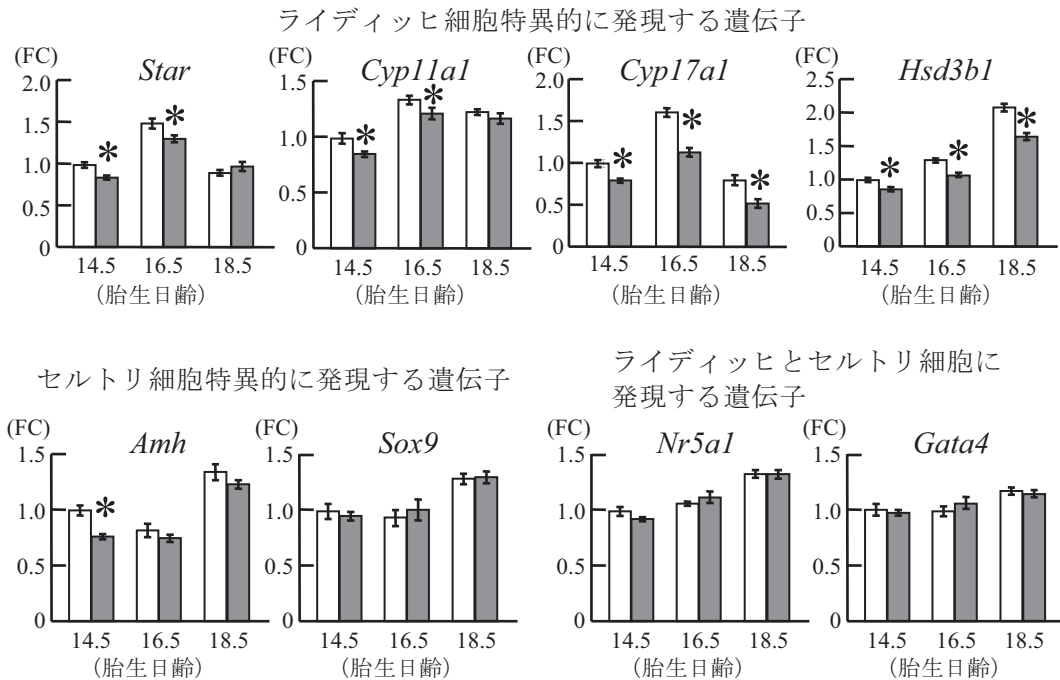 ライディッヒ細胞特異的に発現する遺伝子
(FC)
Star
2.0
1.5
1.0
0.5
0
*
*
14.5 16.5 18.5
(胎生日齢)
(FC)
Cyp11a1
1.5
1.0
0.5
0
*
*
14.5 16.5 18.5
(胎生日齢)
(FC)
Cyp17a1
2.0
1.5
1.0
0.5
0
*
*
*
14.5 16.5 18.5
(胎生日齢)
(FC)
Hsd3b1
2.5
2.0
1.5
1.0
0.5
0
*
*
*
14.5 16.5 18.5
(胎生日齢)
セルトリ細胞特異的に発現する遺伝子
(FC)
Amh
1.5
1.0
0.5
0
*
14.5 16.5 18.5
(胎生日齢)
(FC)
Sox9
1.5
1.0
0.5
0
14.5 16.5 18.5
(胎生日齢)
ライディッヒとセルトリ細胞に
発現する遺伝子
(FC)
Nr5a1
1.5
1.0
0.5
0
14.5 16.5 18.5
(胎生日齢)
(FC)
Gata4
1.5
1.0
0.5
0
14.5 16.5 18.5
(胎生日齢)